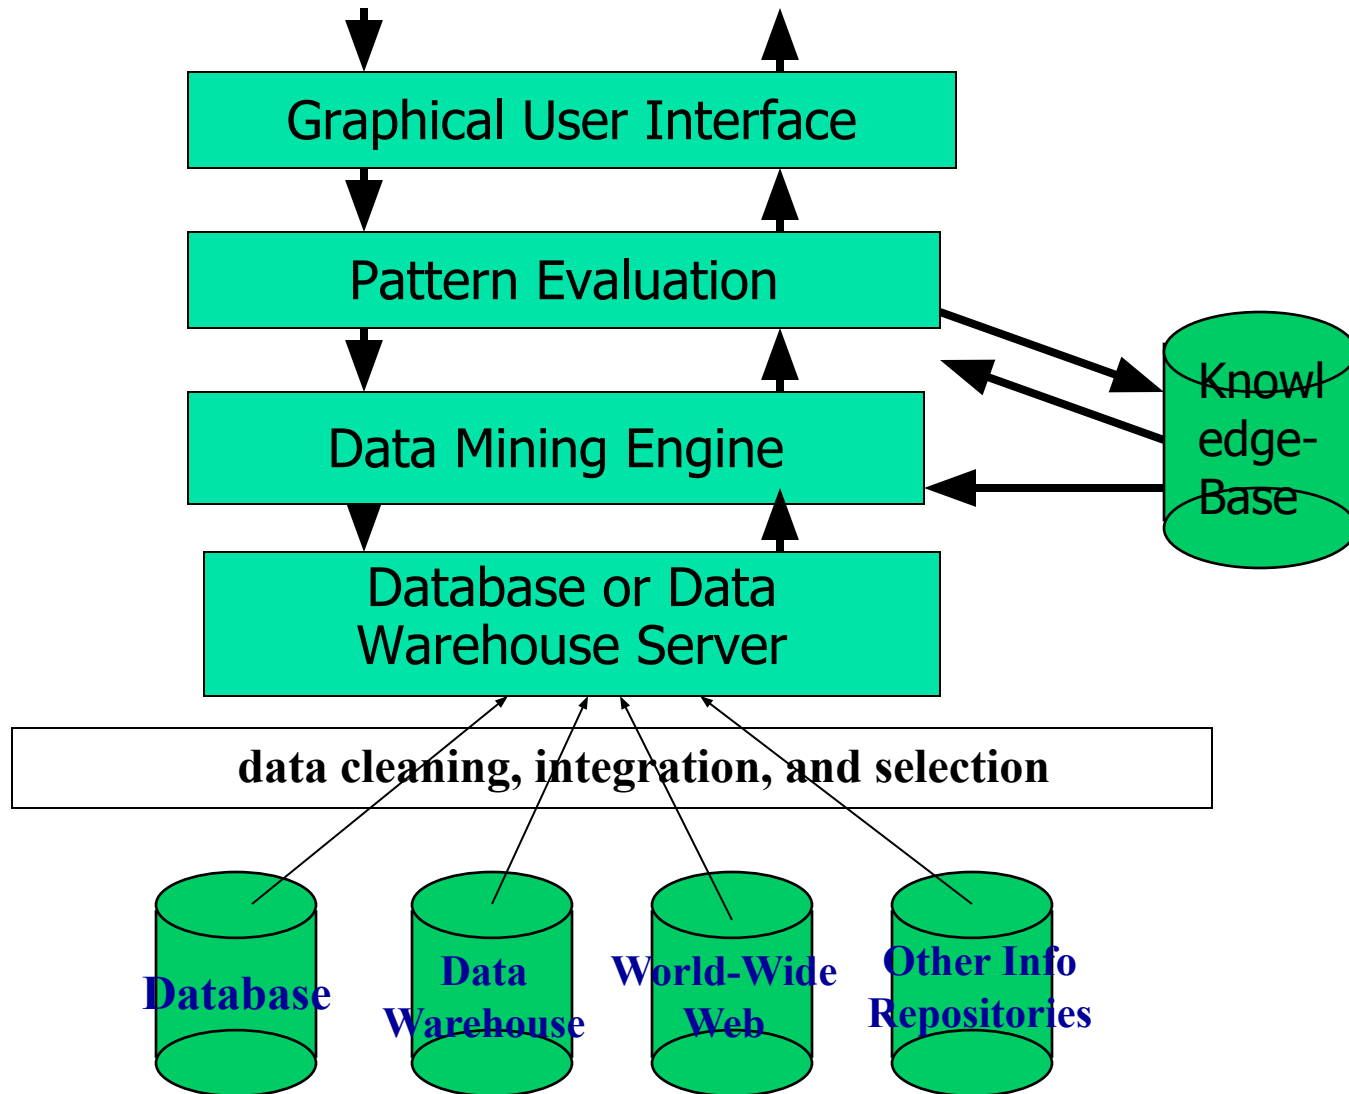 Graphical User Interface
Pattern Evaluation
Data Mining Engine
Knowl
edge-
Base
Database or Data
Warehouse Server
data cleaning, integration, and selection
Database
Data
Warehouse
World-Wide
Web
Other Info
Repositories